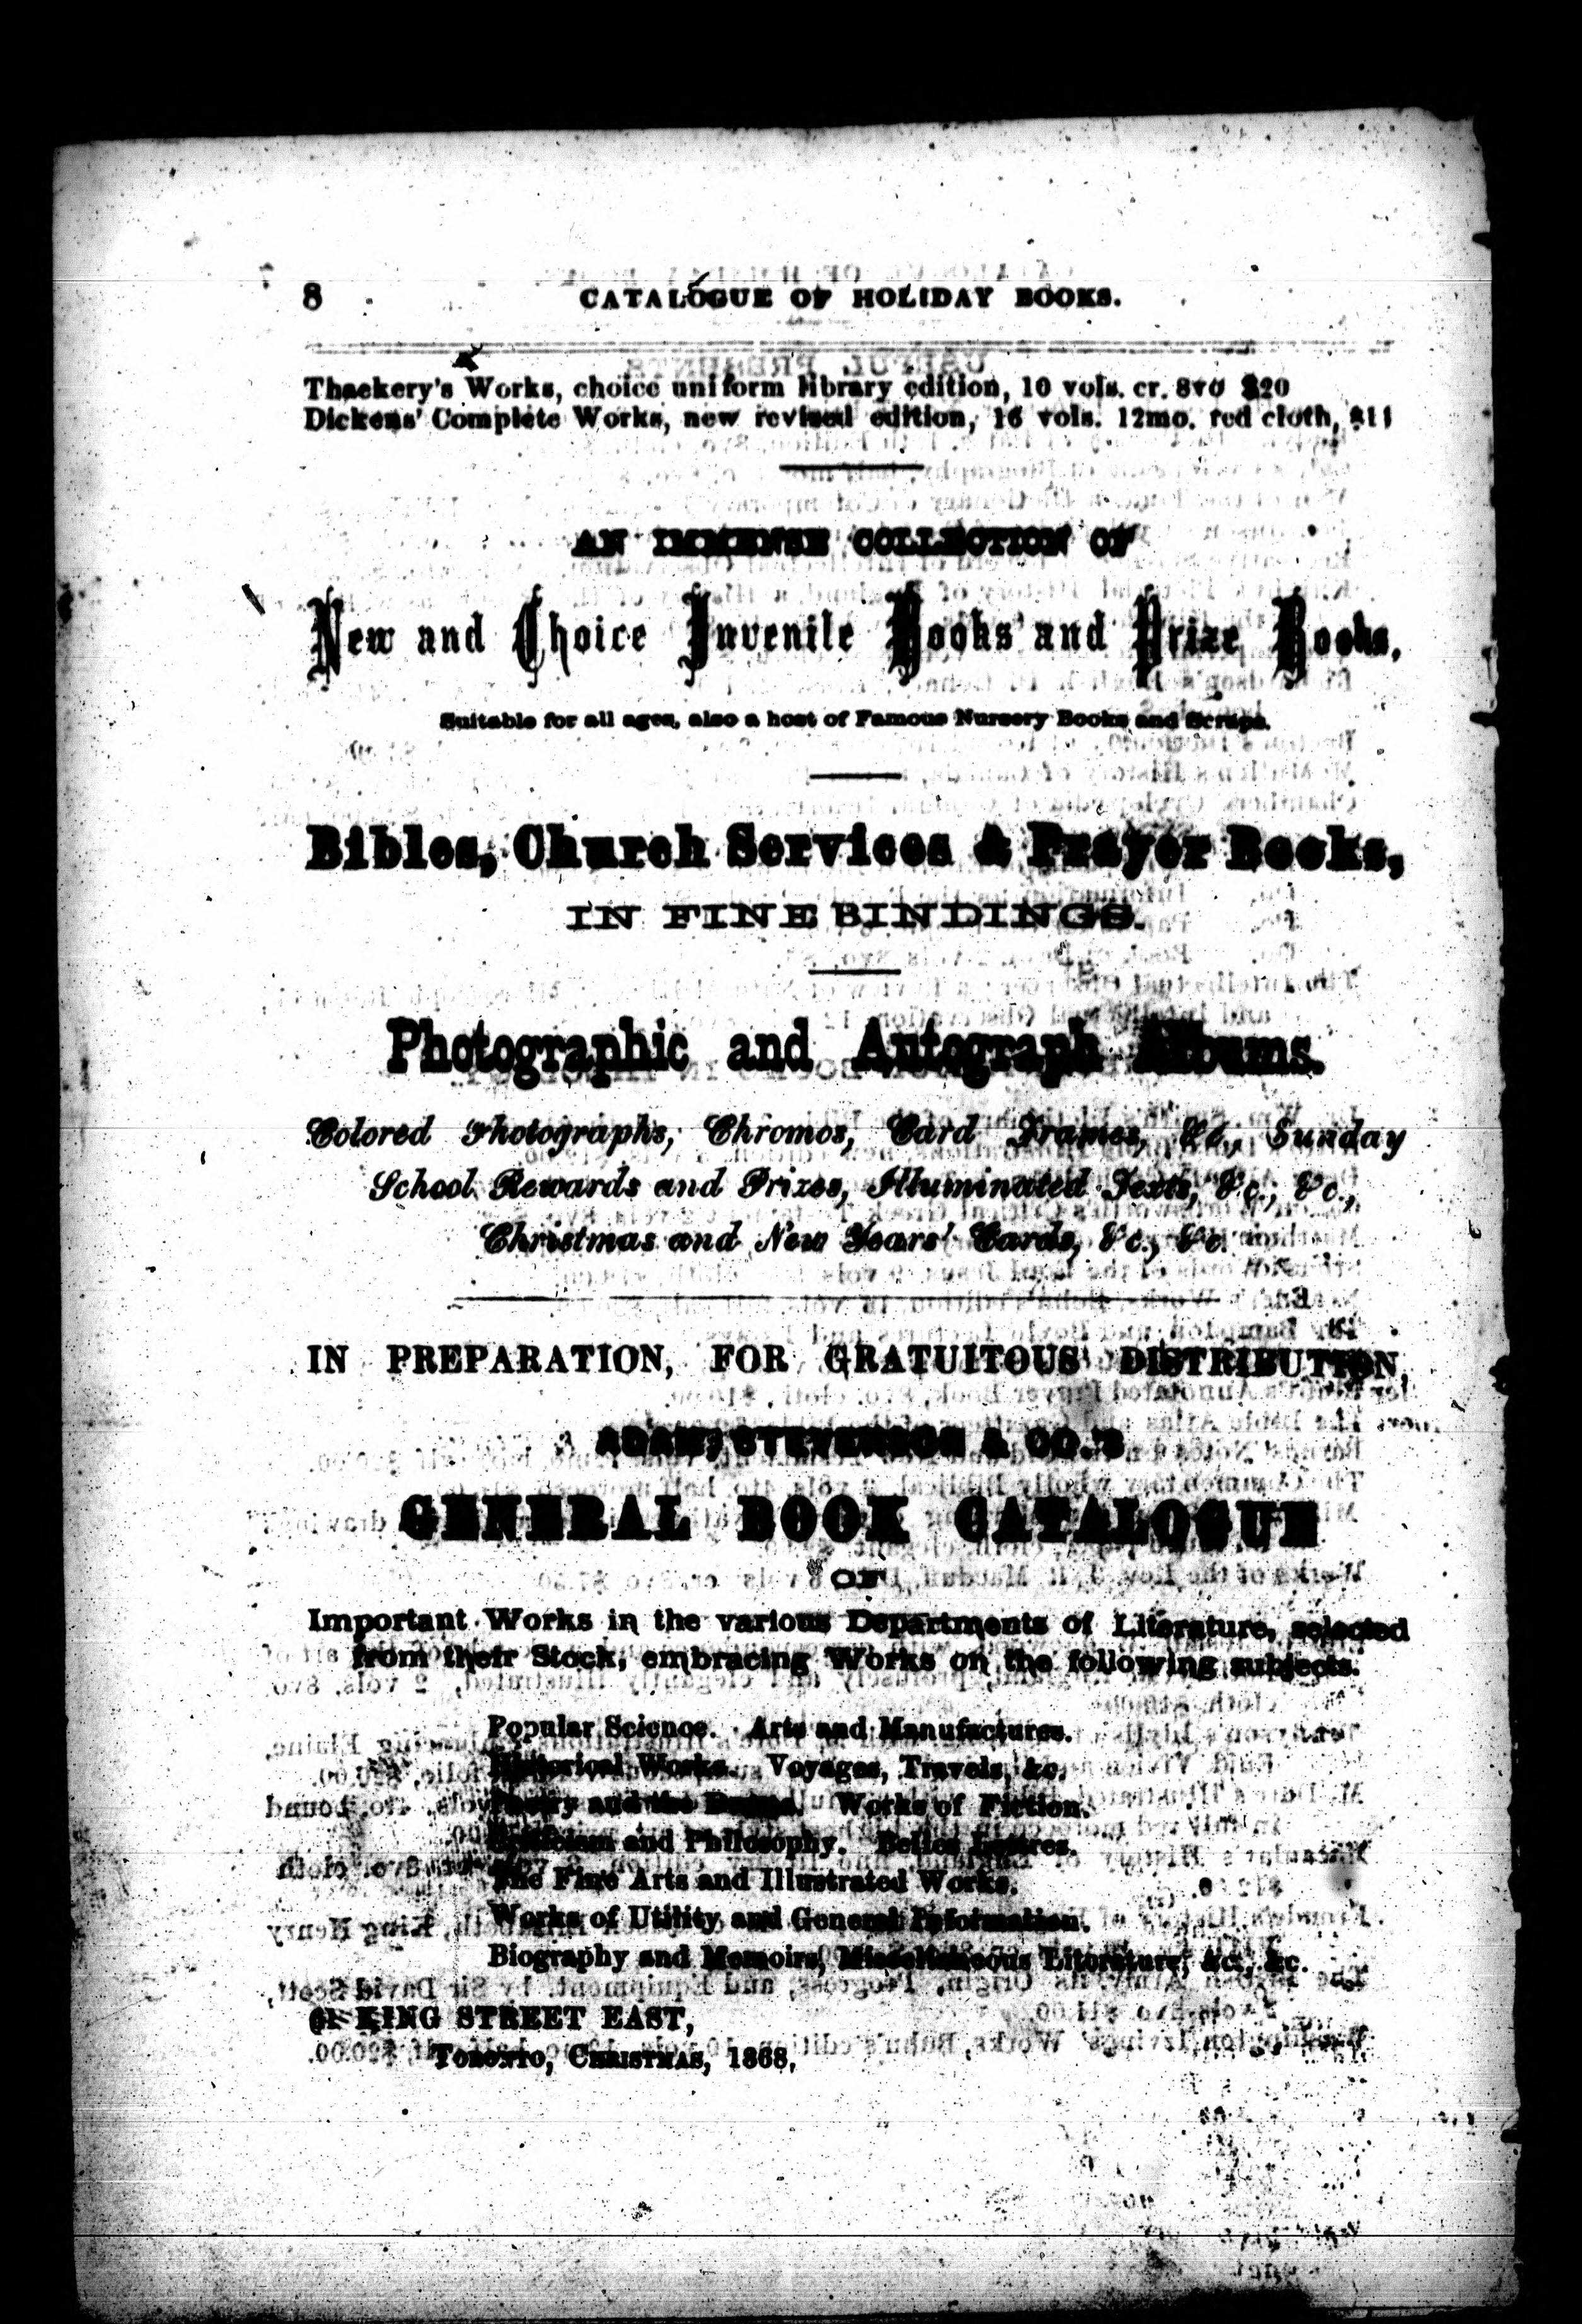 8 CATALOGUE OF HOLIDAY BOOKS.
Thackery's Works, choice uniform library edition, 10 vols. cr. 8vo $20
Dickens' Complete Works, new revised edition, 16 vols. 12mo. red cloth, $11
AN IMMENSE COLLECTION OF
New and Choice Juvenile Books and Prize Books,
Suitable for all ages, also a host of Famous Nursery Books and Scraps.
Bibles, Church Services & Prayer Books,
IN FINE BINDINGS.
Photographic and Autograph Albums.
Colored Photographs, Chromos, Card Frames, &c., Sunday
School Rewards and Prizes, Illuminated Texts, &c., &c.,
Christmas and New Years' Cards, &c., &c.
IN PREPARATION, FOR GRATUITOUS DISTRIBUTION,
ADAM, STEVENSON & CO.'S
GENERAL BOOK CATALOGUE
OF
Important Works in the various Departments of Literature, selected
from their Stock, embracing Works on the following subjects.
Popular Science. Arts and Manufactures.
Historical Works. Voyages, Travels, &c.
Poetry and the Drama. Works of Fiction.
Criticism and Philosophy. Belles Lettres.
The Fine Arts and Illustrated Works.
Works of Utility and General Information.
Biography and Memoirs, Miscellaneous Literature, &c., &c.
KING STREET EAST,
TORONTO, CHRISTMAS, 1868,